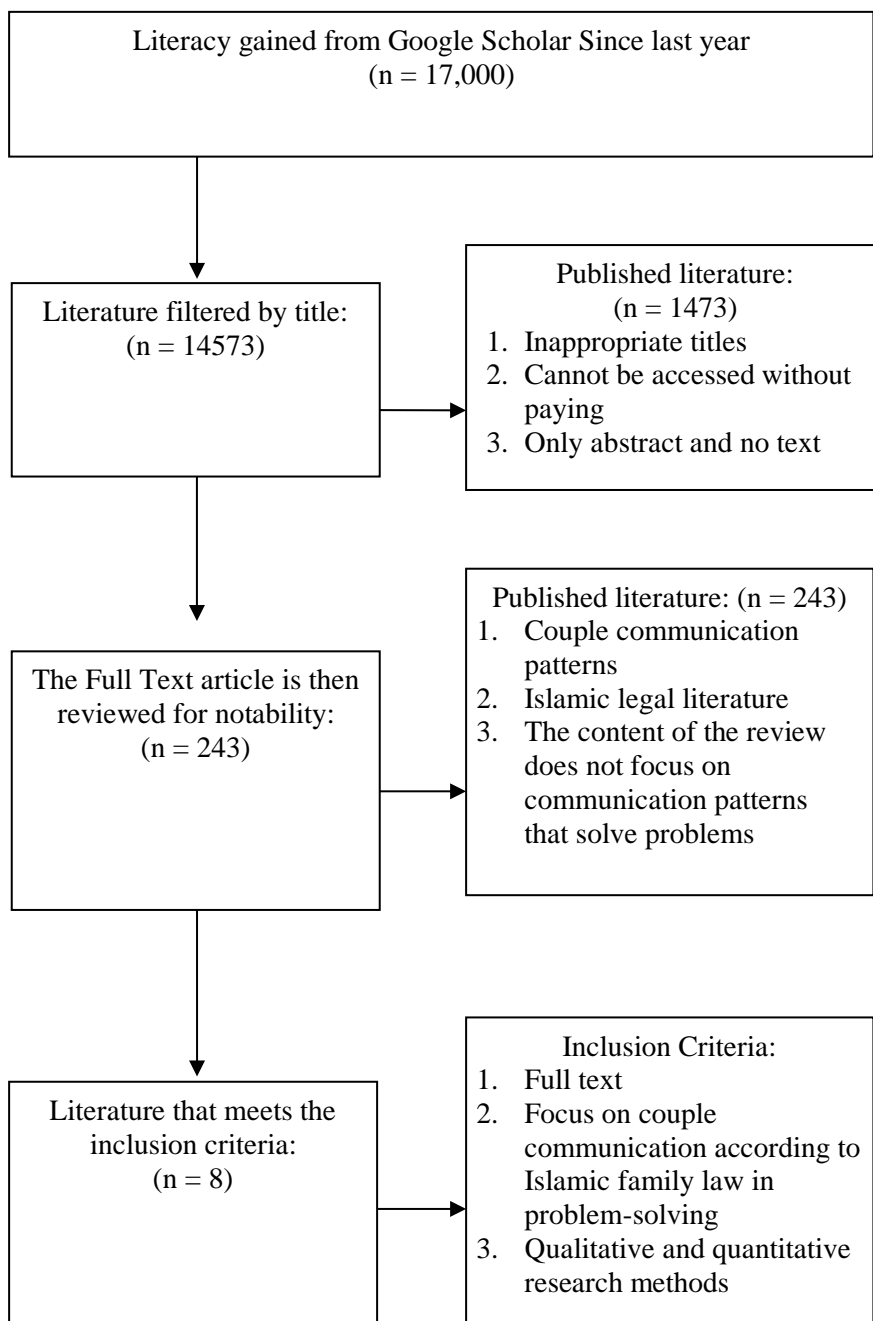 Literacy gained from Google Scholar Since last year
(n = 17,000)
Literature filtered by title:
(n = 14573)
Published literature:
(n = 1473)
1. Inappropriate titles
2. Cannot be accessed without
paying
3. Only abstract and no text
The Full Text article is then
reviewed for notability:
(n = 243)
Published literature: (n = 243)
1. Couple communication
patterns
2. Islamic legal literature
3. The content of the review
does not focus on
communication patterns
that solve problems
Literature that meets the
inclusion criteria:
(n = 8)
Inclusion Criteria:
1. Full text
2. Focus on couple
communication according to
Islamic family law in
problem-solving
3. Qualitative and quantitative
research methods